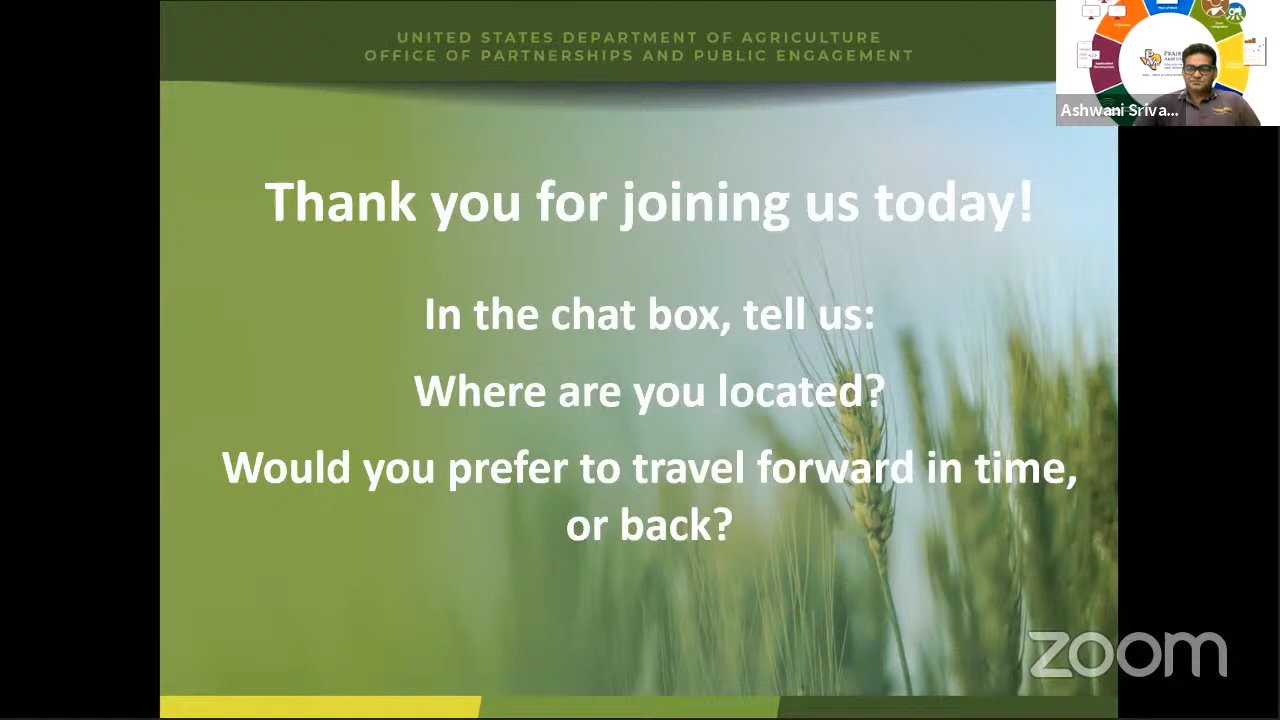 UNITED STATES DEPARTMENT OF AGRICULTURE
OFFICE OF PARTNERSHIPS AND PUBLIC ENGAGEMENT
Ashwani Sriva...
Thank you for joining us today!
In the chat box, tell us:
Where are you located?
Would you prefer to travel forward in time,
or back?
zoom